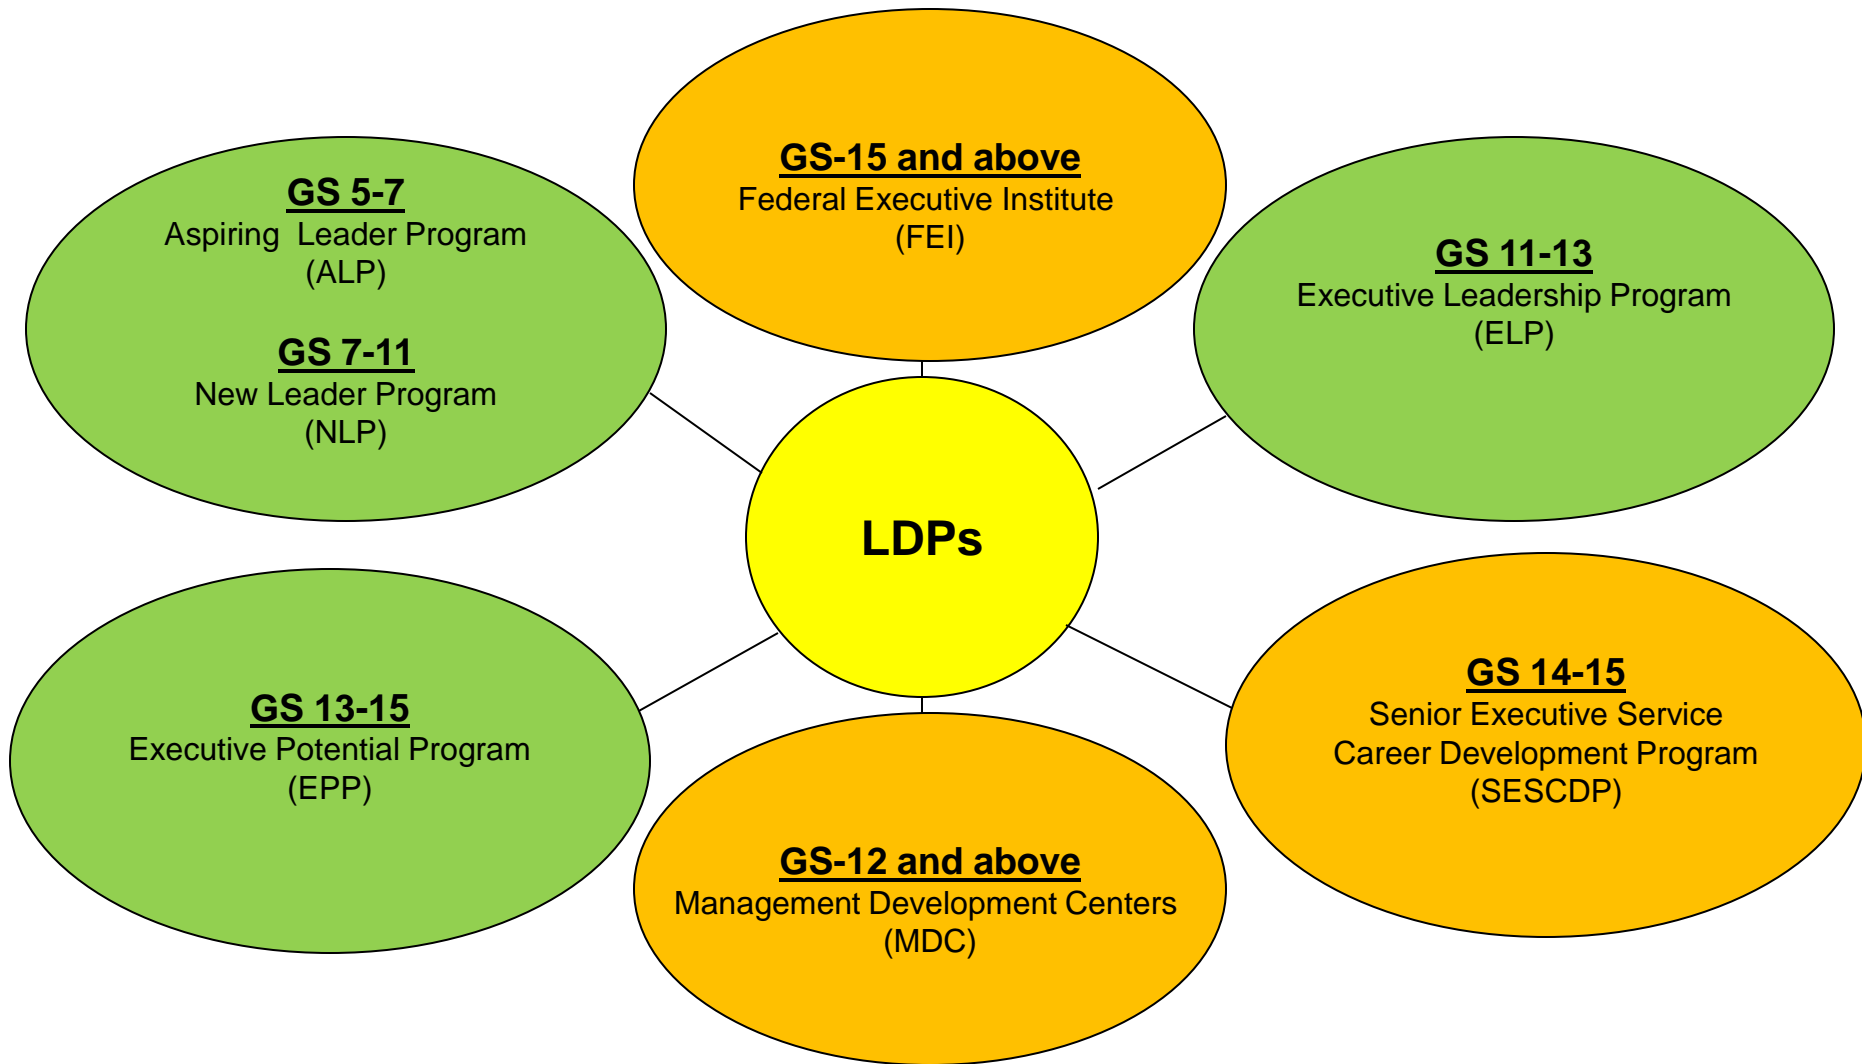 GS-15 and above
Federal Executive Institute
(FEI)
GS 5-7
Aspiring  Leader Program
(ALP)
GS 7-11
New Leader Program
(NLP)
GS 11-13
Executive Leadership Program
(ELP)
LDPs
GS 13-15
Executive Potential Program
(EPP)
GS 14-15
Senior Executive Service
Career Development Program
(SESCDP)
GS-12 and above
Management Development Centers
(MDC)